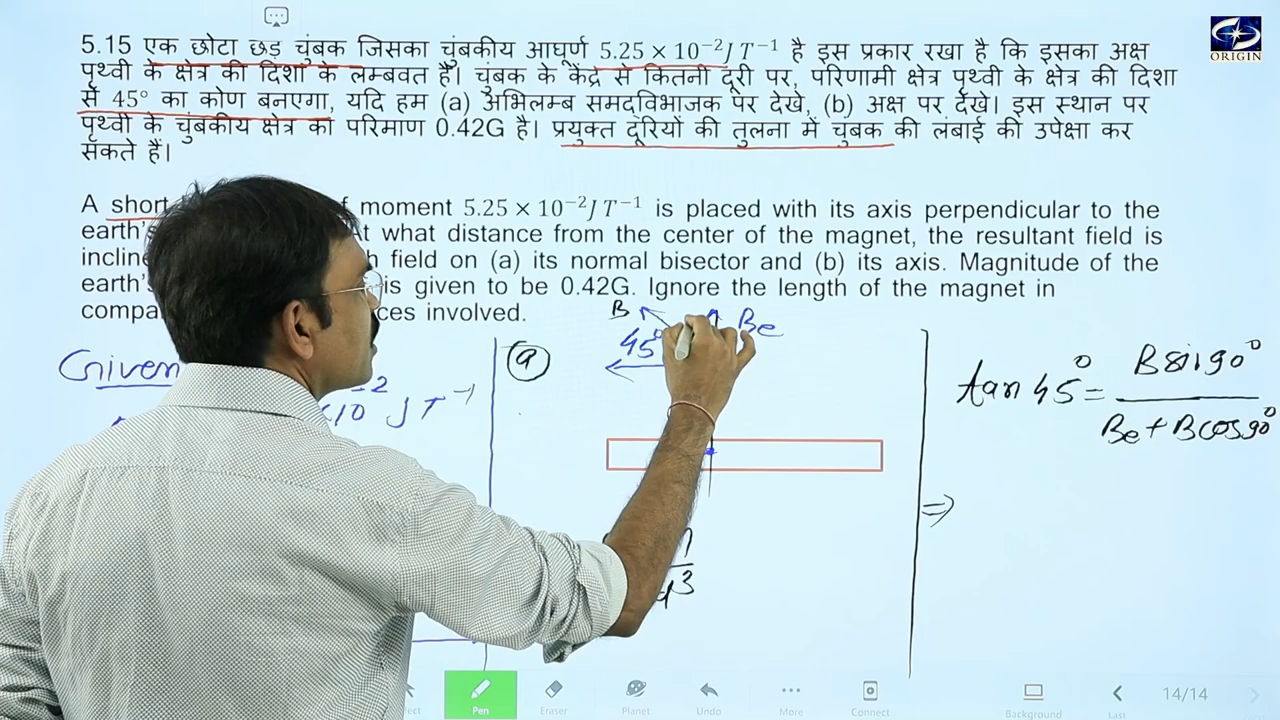 5.15 एक छोटा छड़ चुंबक जिसका चुंबकीय आघूर्ण 5.25 × 10⁻² J T⁻¹ है इस प्रकार रखा है कि इसका अक्ष
पृथ्वी के क्षेत्र की दिशा के लम्बवत है। चुंबक के केंद्र से कितनी दूरी पर, परिणामी क्षेत्र पृथ्वी के क्षेत्र की दिशा
से 45° का कोण बनाएगा, यदि हम (a) अभिलम्ब समद्विभाजक पर देखे, (b) अक्ष पर देखे। इस स्थान पर
पृथ्वी के चुंबकीय क्षेत्र का परिमाण 0.42G है। प्रयुक्त दूरियों की तुलना में चुंबक की लंबाई की उपेक्षा कर
सकते हैं।
ORIGIN
A short moment 5.25 × 10⁻² J T⁻¹ is placed with its axis perpendicular to the
earth's At what distance from the center of the magnet, the resultant field is
field on (a) its normal bisector and (b) its axis. Magnitude of the
earth's is given to be 0.42G. Ignore the length of the magnet in
involved.
Given
10⁻² J T⁻¹
(a)
B
45°
Be
tan 45° = B sin 90° / Be + B cos 90°
⇒
Pen
Eraser
Planet
Undo
More
Connect
Background
Last
14/14